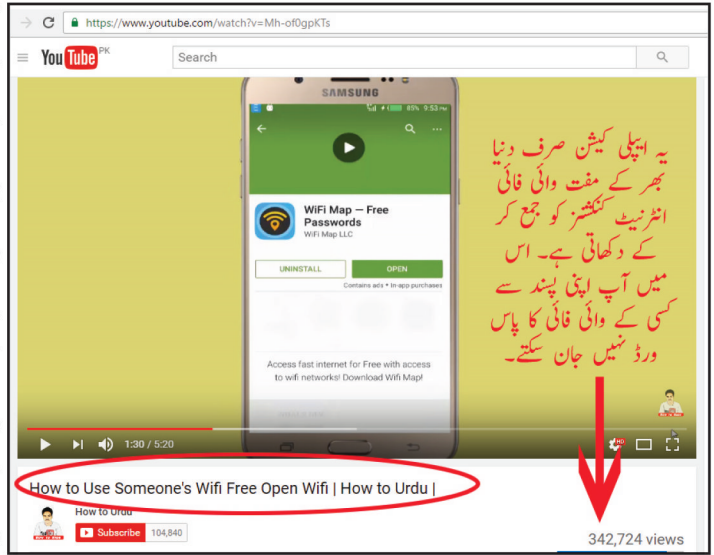 https://www.youtube.com/watch?v=Mh-of0gpKTs
YouTube PK
Search
SAMSUNG
85% 9:53 PM
WiFi Map — Free
Passwords
WiFi Map LLC
UNINSTALL
OPEN
Contains ads • In-app purchases
Access fast internet for Free with access
to wifi networks! Download WiFi Map!
یہ ایپلی کیشن صرف دنیا
بھر کے مفت وائی فائی
انٹرنیٹ کنکشنز کو جمع کر
کے دکھاتی ہے۔ اس
میں آپ اپنی پسند سے
کسی کے وائی فائی کا پاس
ورڈ نہیں جان سکتے۔
1:30 / 5:20
HD
How to Use Someone's Wifi Free Open Wifi | How to Urdu |
How to Urdu
Subscribe 104,840
342,724 views